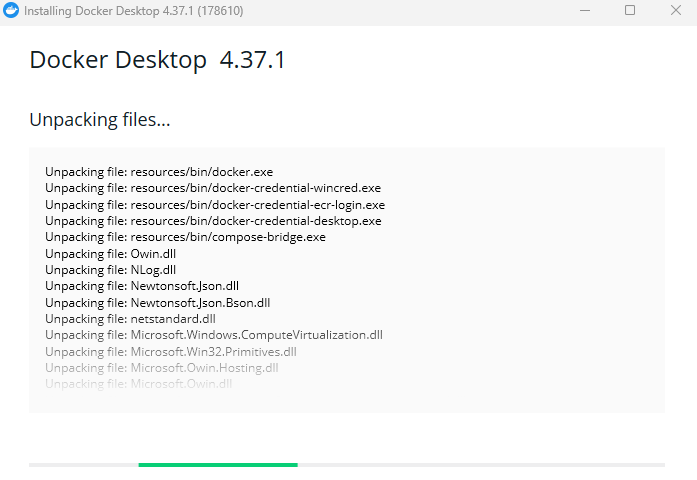 Installing Docker Desktop 4.37.1 (178610)
Docker Desktop 4.37.1
Unpacking files...
Unpacking file: resources/bin/docker.exe
Unpacking file: resources/bin/docker-credential-wincred.exe
Unpacking file: resources/bin/docker-credential-ecr-login.exe
Unpacking file: resources/bin/docker-credential-desktop.exe
Unpacking file: resources/bin/compose-bridge.exe
Unpacking file: Owin.dll
Unpacking file: NLog.dll
Unpacking file: Newtonsoft.Json.dll
Unpacking file: Newtonsoft.Json.Bson.dll
Unpacking file: netstandard.dll
Unpacking file: Microsoft.Windows.ComputeVirtualization.dll
Unpacking file: Microsoft.Win32.Primitives.dll
Unpacking file: Microsoft.Owin.Hosting.dll
Unpacking file: Microsoft.Owin.dll